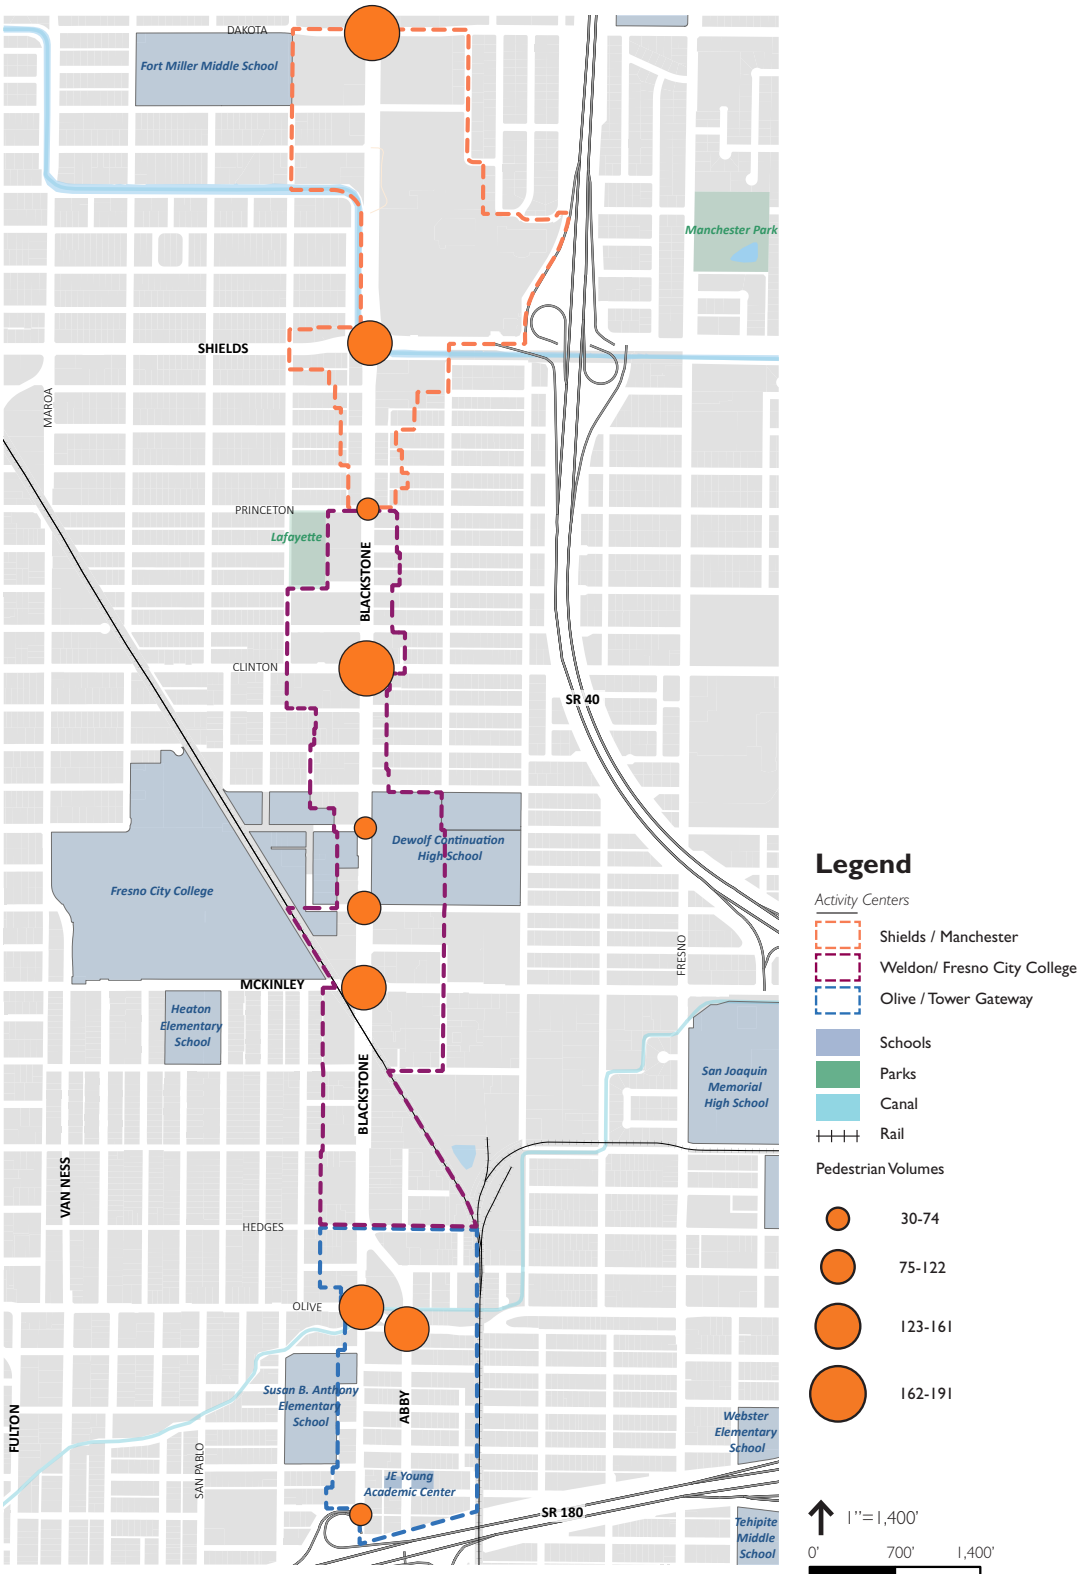 DAKOTA
Fort Miller Middle School
Manchester Park
SHIELDS
MAROA
PRINCETON
Lafayette
BLACKSTONE
CLINTON
SR 40
Dewolf Continuation
High School
Fresno City College
FRESNO
MCKINLEY
Heaton
Elementary
School
BLACKSTONE
San Joaquin
Memorial
High School
VAN NESS
HEDGES
OLIVE
Susan B. Anthony
Elementary
School
ABBY
FULTON
SAN PABLO
JE Young
Academic Center
Webster
Elementary
School
SR 180
Tehipite
Middle
School
Legend
Activity Centers
Shields / Manchester
Weldon/ Fresno City College
Olive / Tower Gateway
Schools
Parks
Canal
Rail
Pedestrian Volumes
30-74
75-122
123-161
162-191
1"=1,400'
0' 700' 1,400'